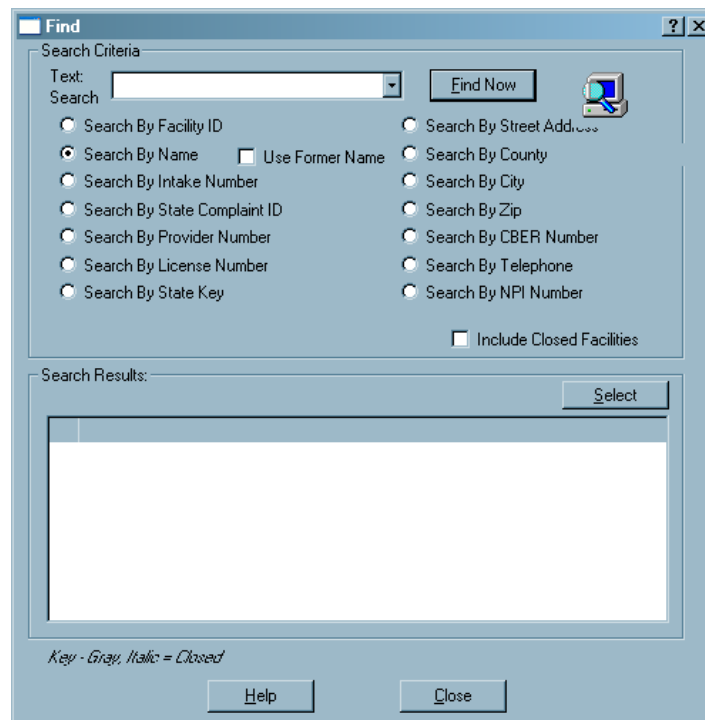 Find
Search Criteria
Text:
Search
Find Now
Search By Facility ID
Search By Street Address
Search By Name
Use Former Name
Search By County
Search By Intake Number
Search By City
Search By State Complaint ID
Search By Zip
Search By Provider Number
Search By CBER Number
Search By License Number
Search By Telephone
Search By State Key
Search By NPI Number
Include Closed Facilities
Search Results:
Select
Key - Gray, Italic = Closed
Help
Close